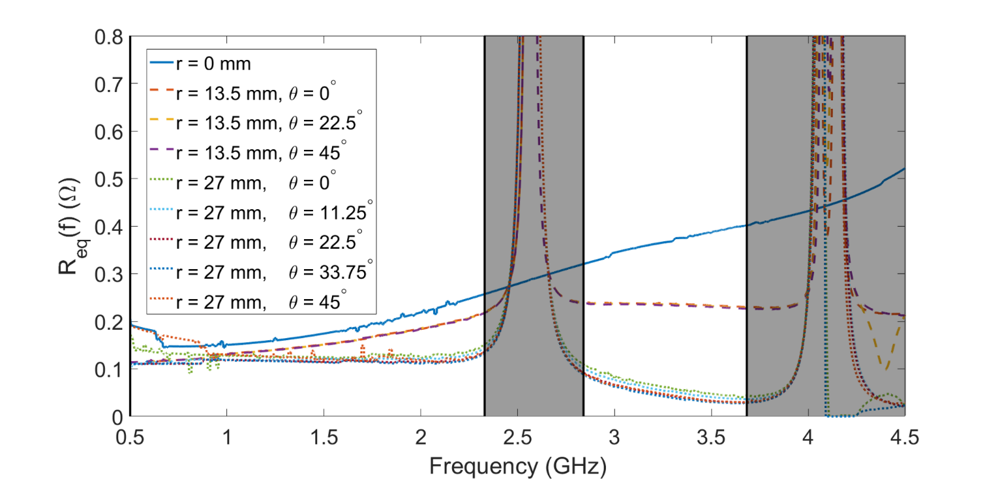 0.8
0.7
0.6
0.5
0.4
0.3
0.2
0.1
0
R_eq(f) (Ω)
r = 0 mm
r = 13.5 mm, θ = 0°
r = 13.5 mm, θ = 22.5°
r = 13.5 mm, θ = 45°
r = 27 mm, θ = 0°
r = 27 mm, θ = 11.25°
r = 27 mm, θ = 22.5°
r = 27 mm, θ = 33.75°
r = 27 mm, θ = 45°
0.5 1 1.5 2 2.5 3 3.5 4 4.5
Frequency (GHz)